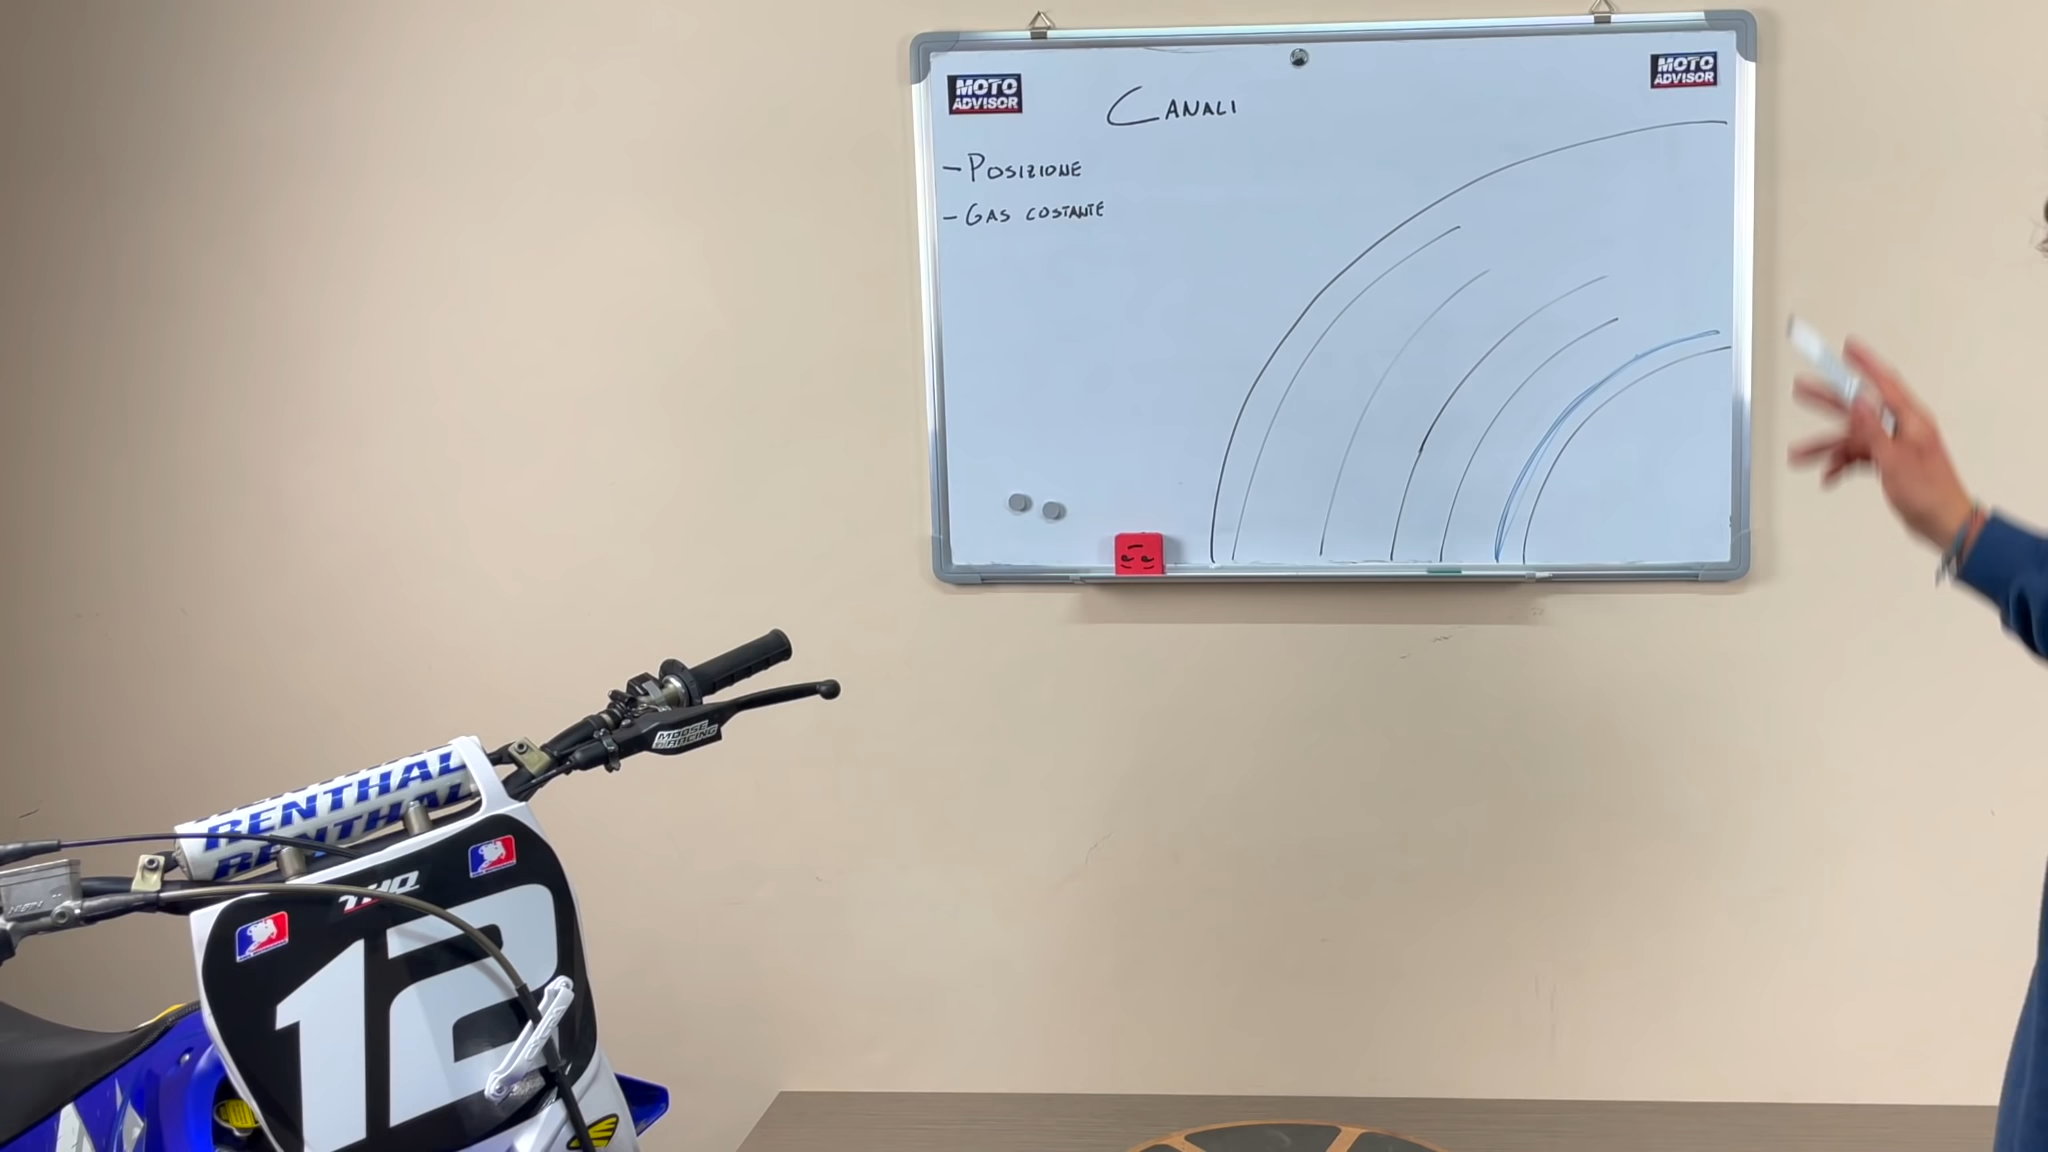 MOTO
ADVISOR
MOTO
ADVISOR
CANALI
- POSIZIONE
- GAS COSTANTE
MOOSE
RACING
RENTHAL
RENTHAL
12